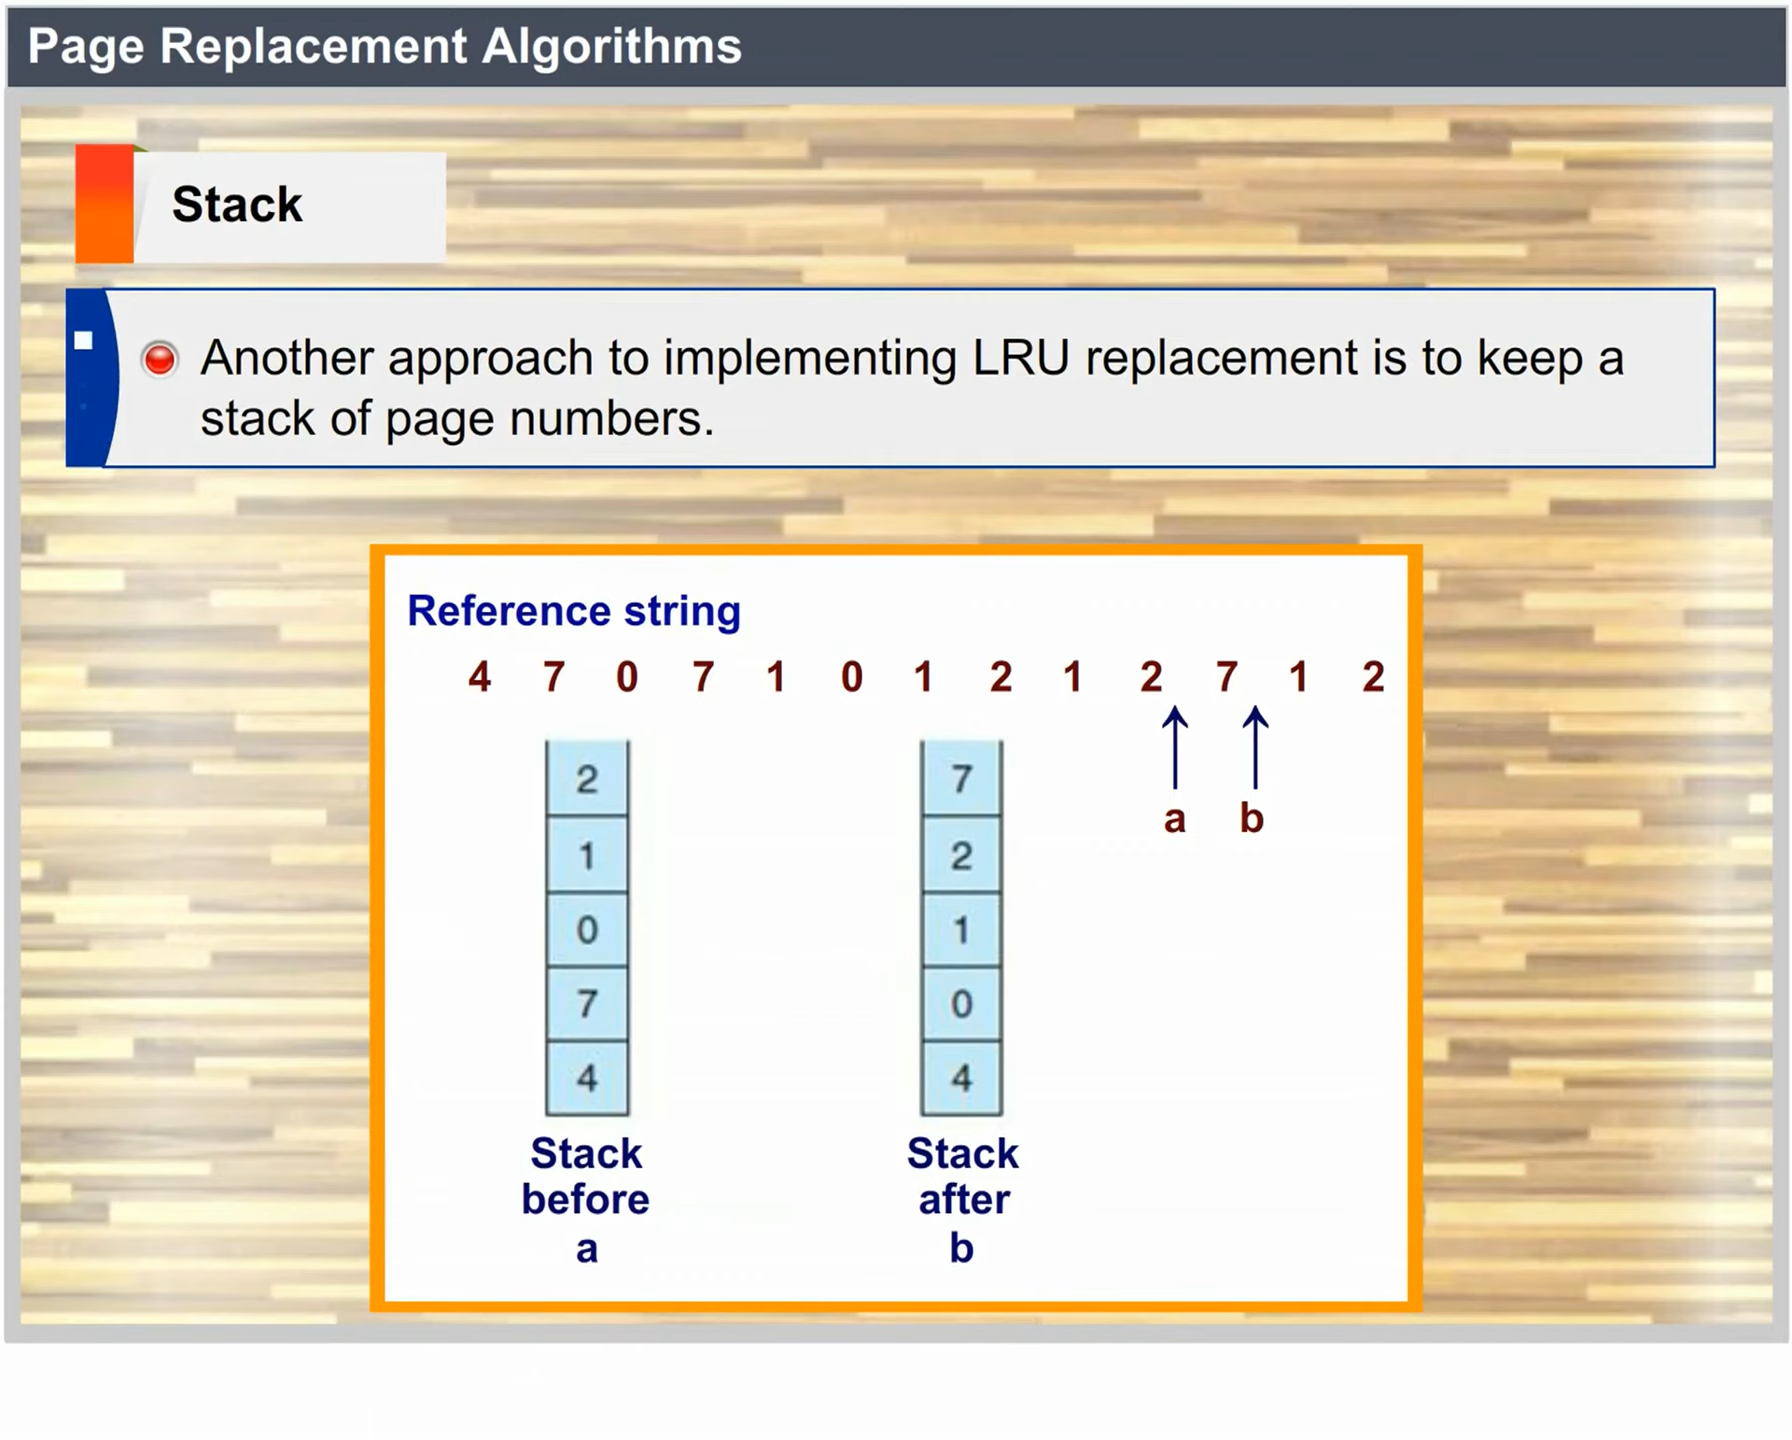 Page Replacement Algorithms
Stack
Another approach to implementing LRU replacement is to keep a
stack of page numbers.
Reference string
4 7 0 7 1 0 1 2 1 2 7 1 2
a b
2
1
0
7
4
Stack
before
a
7
2
1
0
4
Stack
after
b